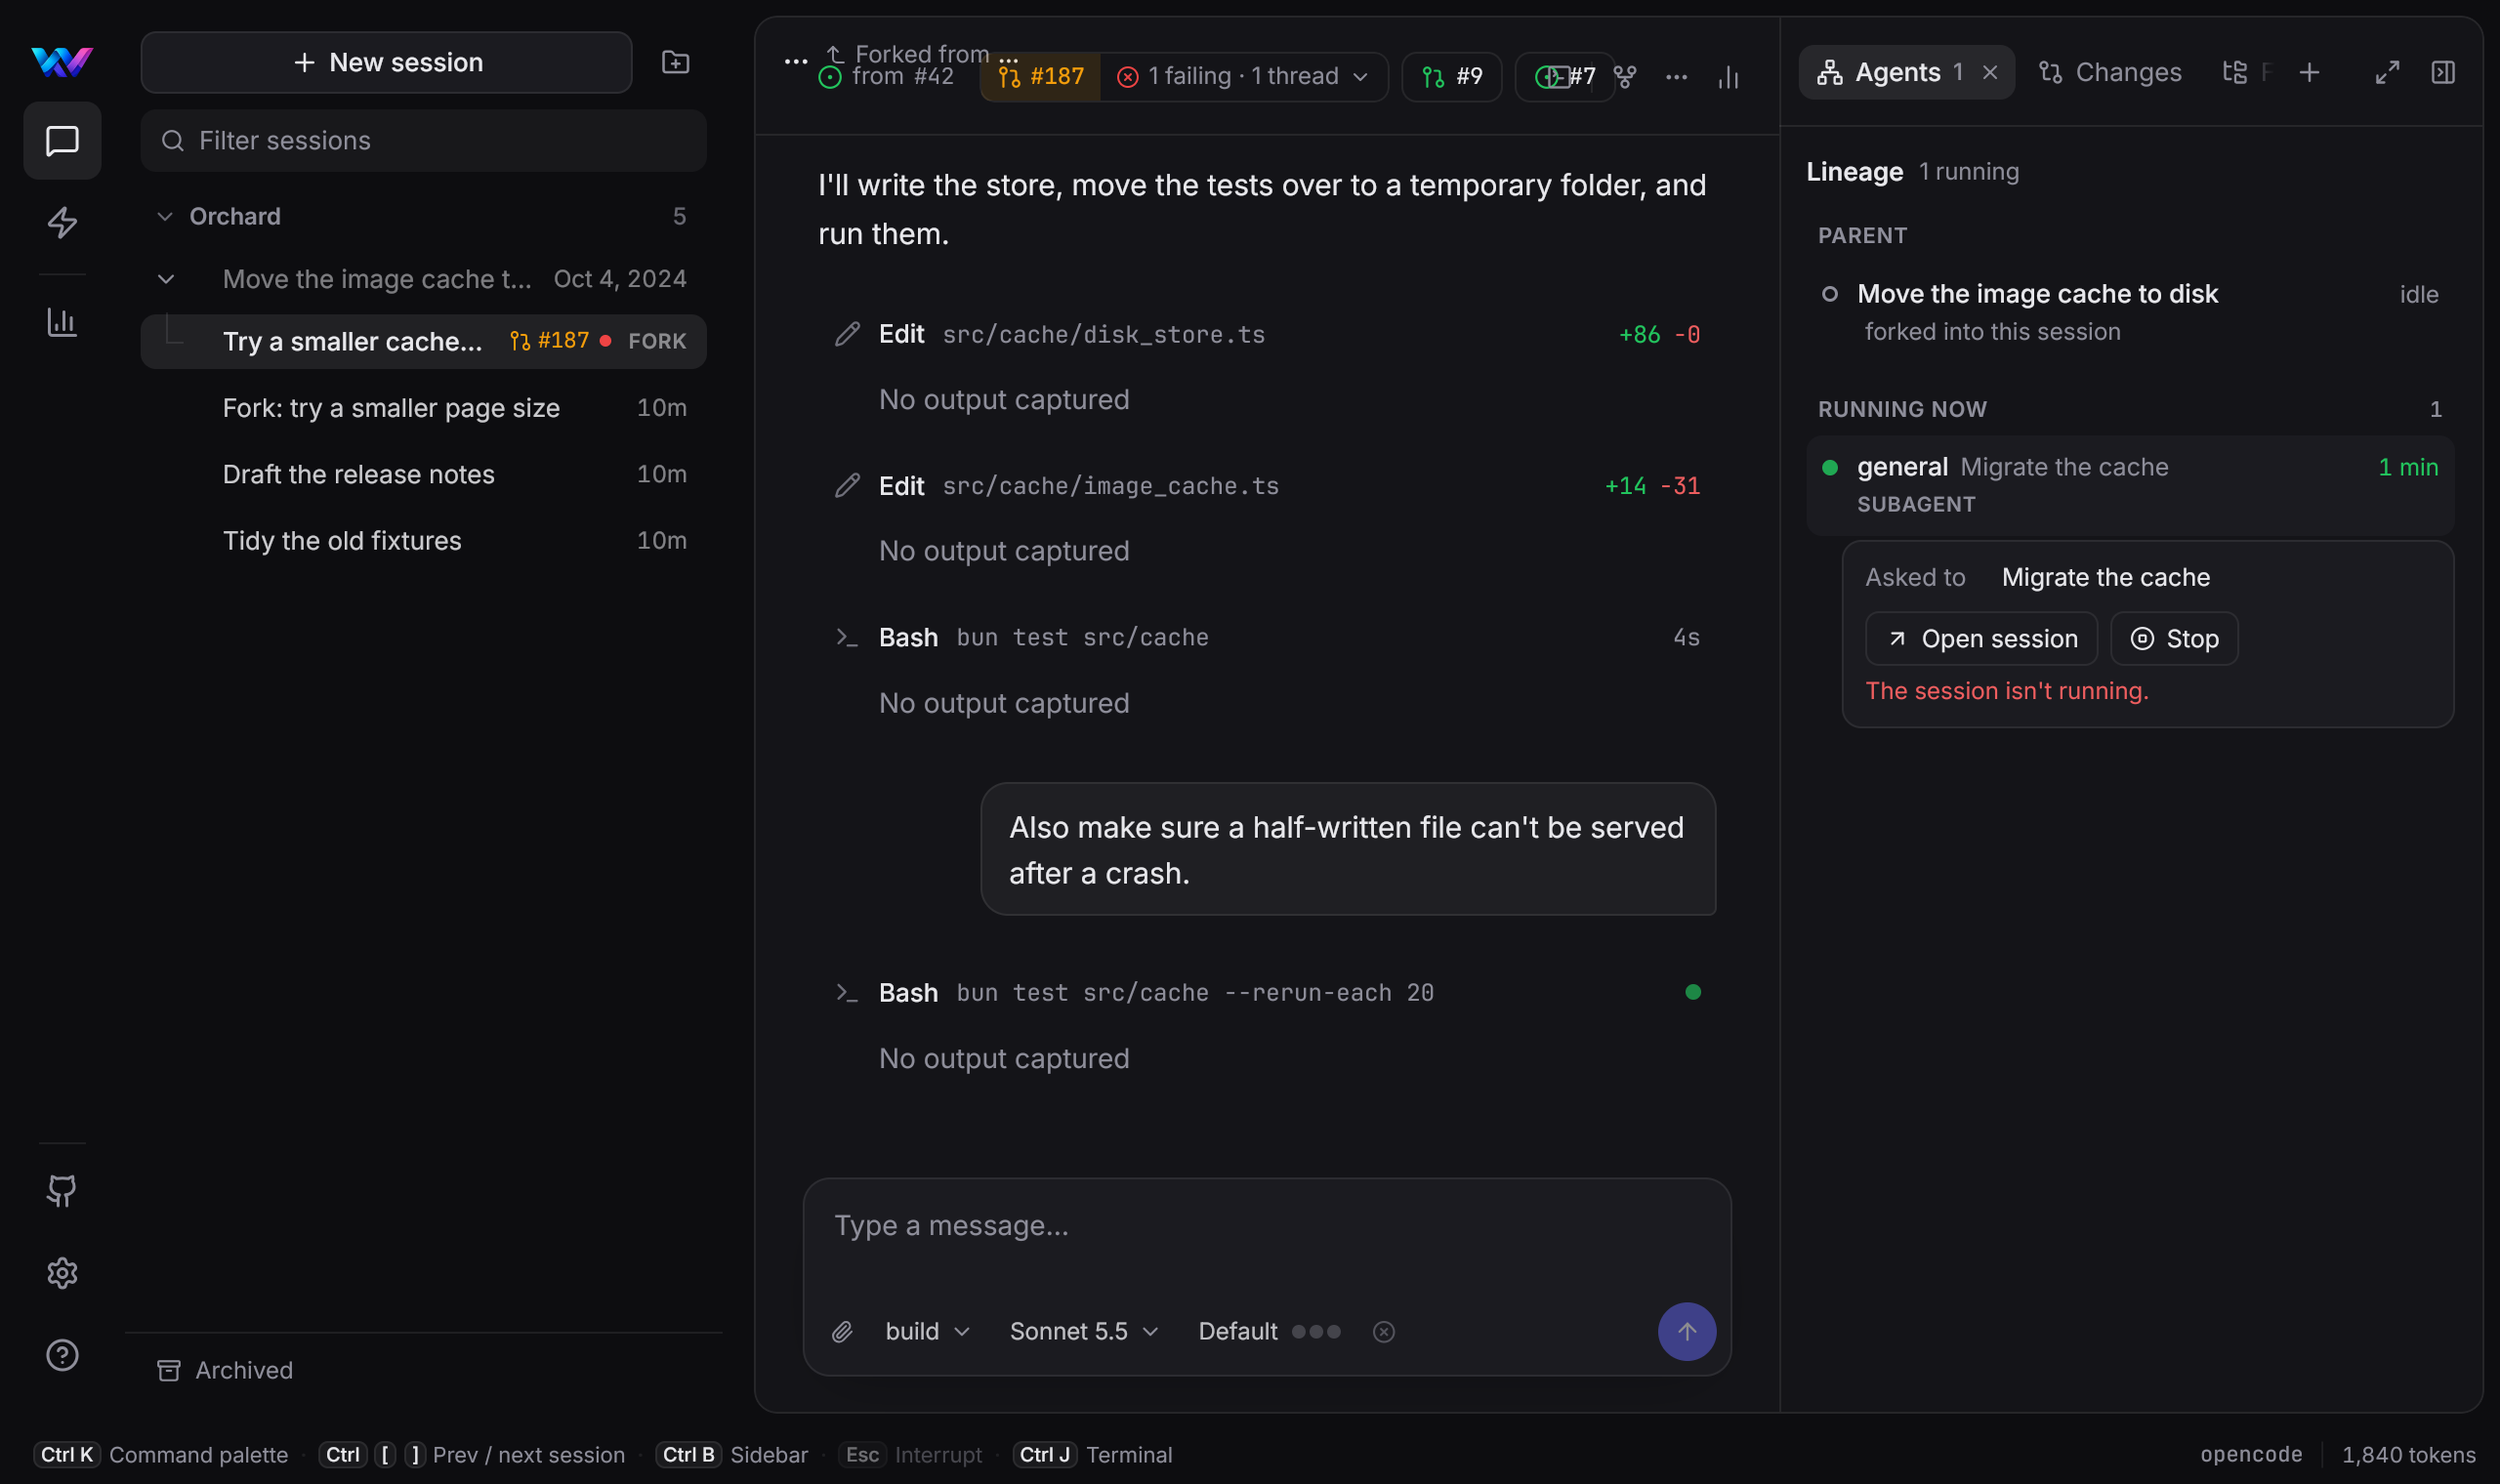 New session
Filter sessions
Orchard 5
Move the image cache t... Oct 4, 2024
Try a smaller cache... #187 FORK
Fork: try a smaller page size 10m
Draft the release notes 10m
Tidy the old fixtures 10m
Archived
... Forked from ...
from #42 #187 1 failing · 1 thread #9 #7
I'll write the store, move the tests over to a temporary folder, and
run them.
Edit src/cache/disk_store.ts +86 -0
No output captured
Edit src/cache/image_cache.ts +14 -31
No output captured
Bash bun test src/cache 4s
No output captured
Also make sure a half-written file can't be served
after a crash.
Bash bun test src/cache --rerun-each 20
No output captured
Type a message...
build Sonnet 5.5 Default
Agents 1 Changes
Lineage 1 running
PARENT
Move the image cache to disk idle
forked into this session
RUNNING NOW 1
general Migrate the cache 1 min
SUBAGENT
Asked to Migrate the cache
Open session Stop
The session isn't running.
Ctrl K Command palette · Ctrl [ ] Prev / next session · Ctrl B Sidebar · Esc Interrupt · Ctrl J Terminal
opencode 1,840 tokens